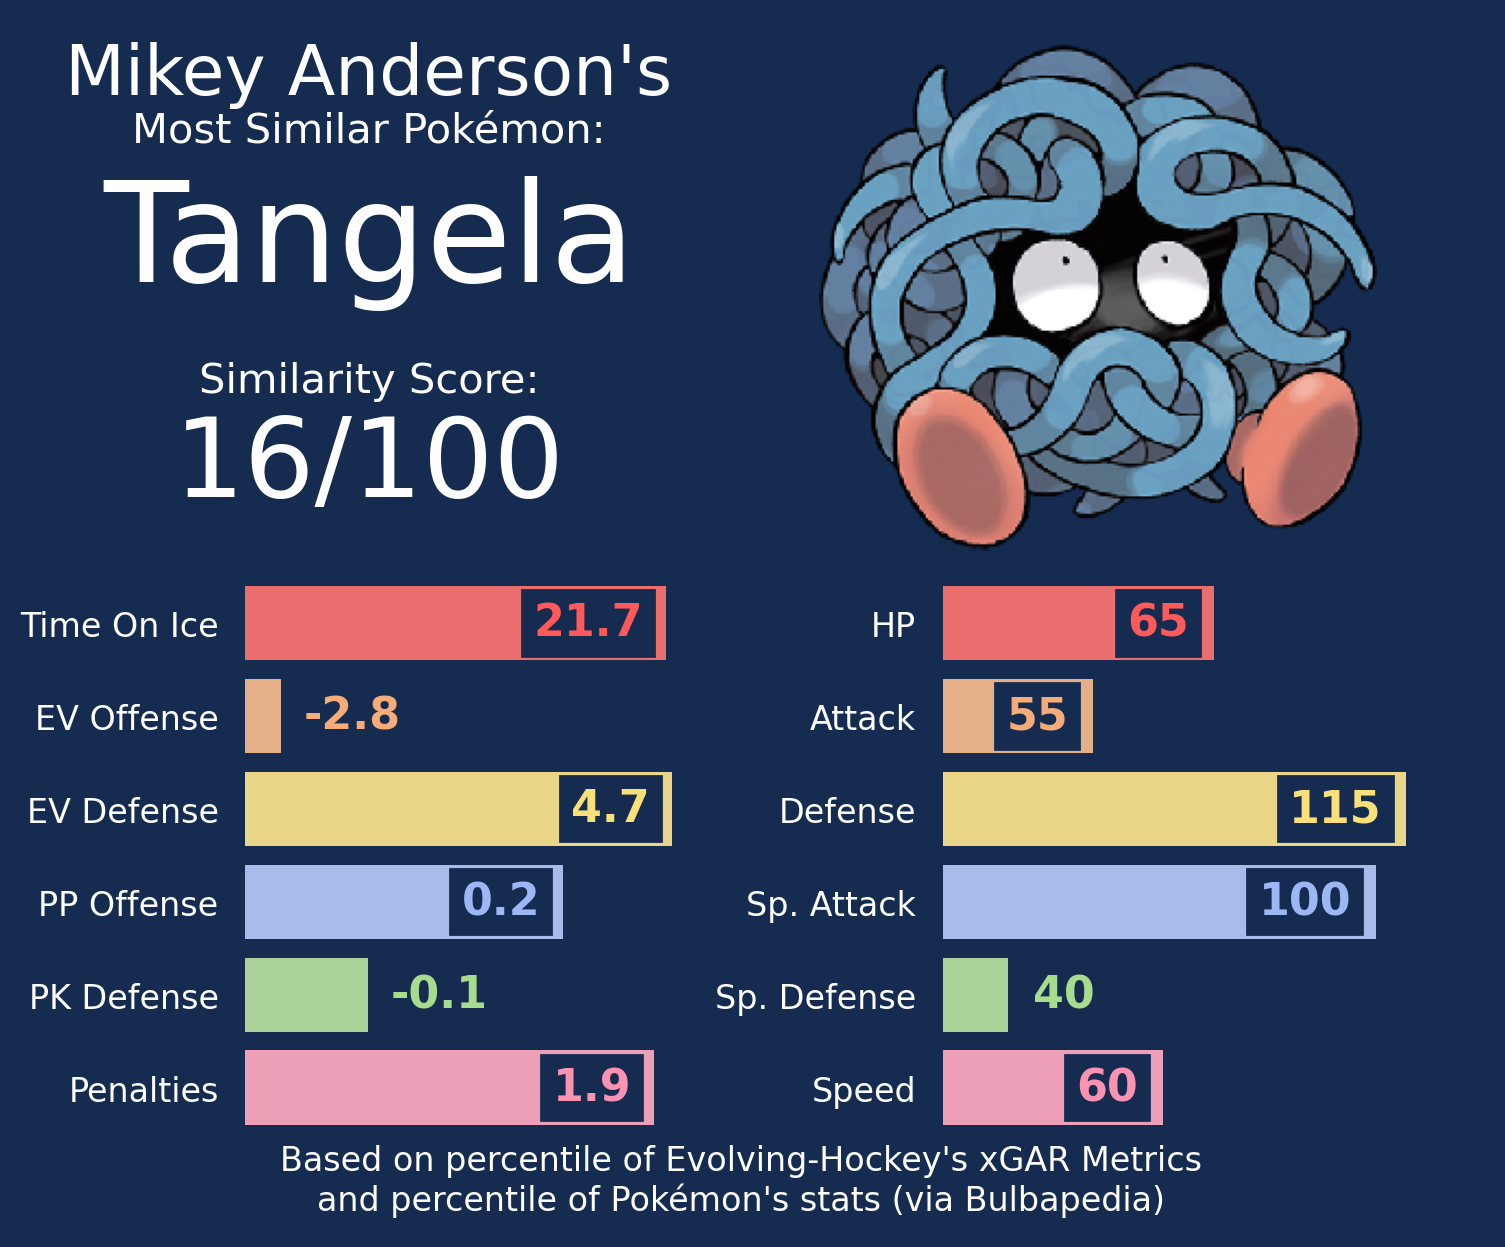 Mikey Anderson's
Most Similar Pokémon:
Tangela
Similarity Score:
16/100
Time On Ice 21.7
EV Offense -2.8
EV Defense 4.7
PP Offense 0.2
PK Defense -0.1
Penalties 1.9
HP 65
Attack 55
Defense 115
Sp. Attack 100
Sp. Defense 40
Speed 60
Based on percentile of Evolving-Hockey's xGAR Metrics
and percentile of Pokémon's stats (via Bulbapedia)